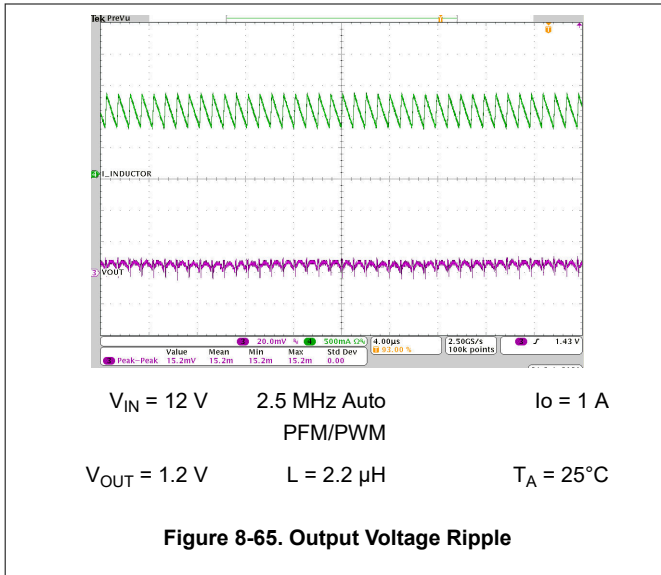 Tek PreVu
T
4 I_INDUCTOR
3 VOUT
3 20.0mV 4 500mA Ω
4.00µs
T 93.00 %
2.50GS/s
100k points
3 1.43 V
Value Mean Min Max Std Dev
3 Peak-Peak 15.2mV 15.2m 15.2m 15.2m 0.00
V_IN = 12 V 2.5 MHz Auto PFM/PWM Io = 1 A
V_OUT = 1.2 V L = 2.2 µH T_A = 25°C
Figure 8-65. Output Voltage Ripple